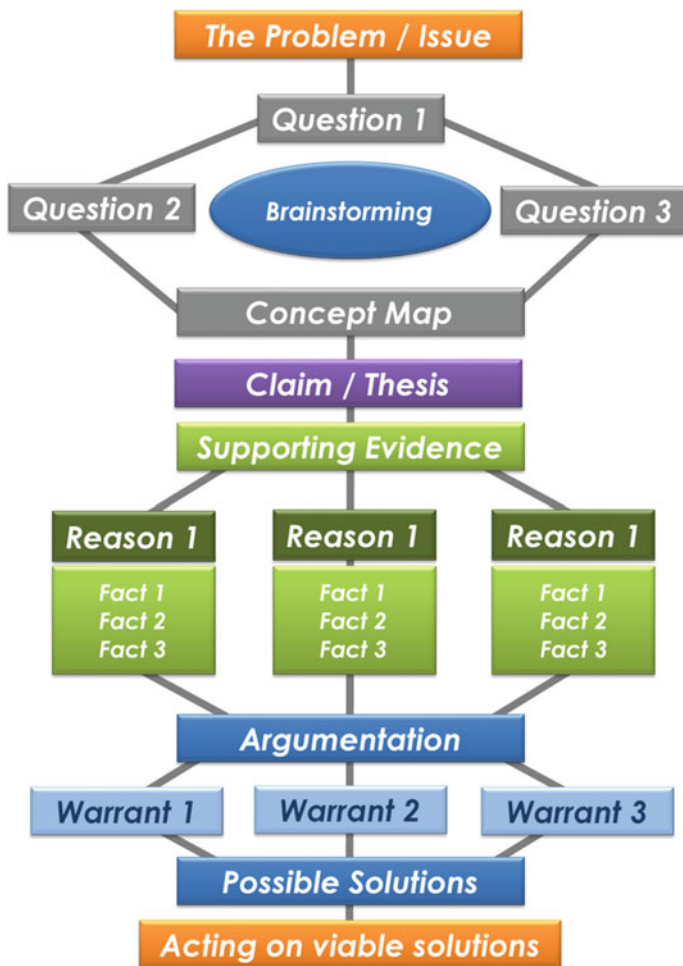 The Problem / Issue
Question 1
Question 2
Brainstorming
Question 3
Concept Map
Claim / Thesis
Supporting Evidence
Reason 1
Reason 1
Reason 1
Fact 1
Fact 2
Fact 3
Fact 1
Fact 2
Fact 3
Fact 1
Fact 2
Fact 3
Argumentation
Warrant 1
Warrant 2
Warrant 3
Possible Solutions
Acting on viable solutions